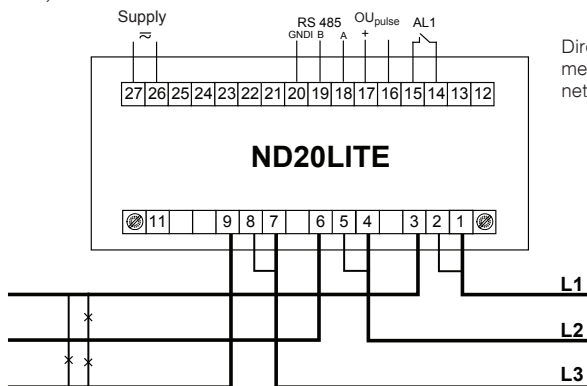 Supply RS 485 OUpulse AL1
GNDI B A +
27 26 25 24 23 22 21 20 19 18 17 16 15 14 13 12
ND20LITE
11 9 8 7 6 5 4 3 2 1
L1
L2
L3
Dire
me
net